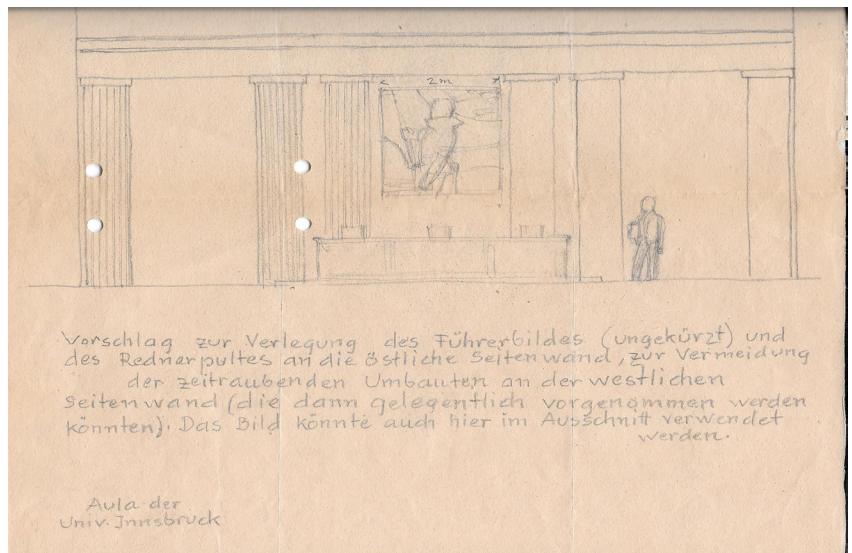 2m
Vorschlag zur Verlegung des Führerbildes (ungekürzt) und
des Rednerpultes an die östliche Seitenwand, zur Vermeidung
der zeitraubenden Umbauten an der westlichen
Seitenwand (die dann gelegentlich vorgenommen werden
könnten). Das Bild könnte auch hier im Ausschnitt verwendet
werden.
Aula der
Univ. Innsbruck